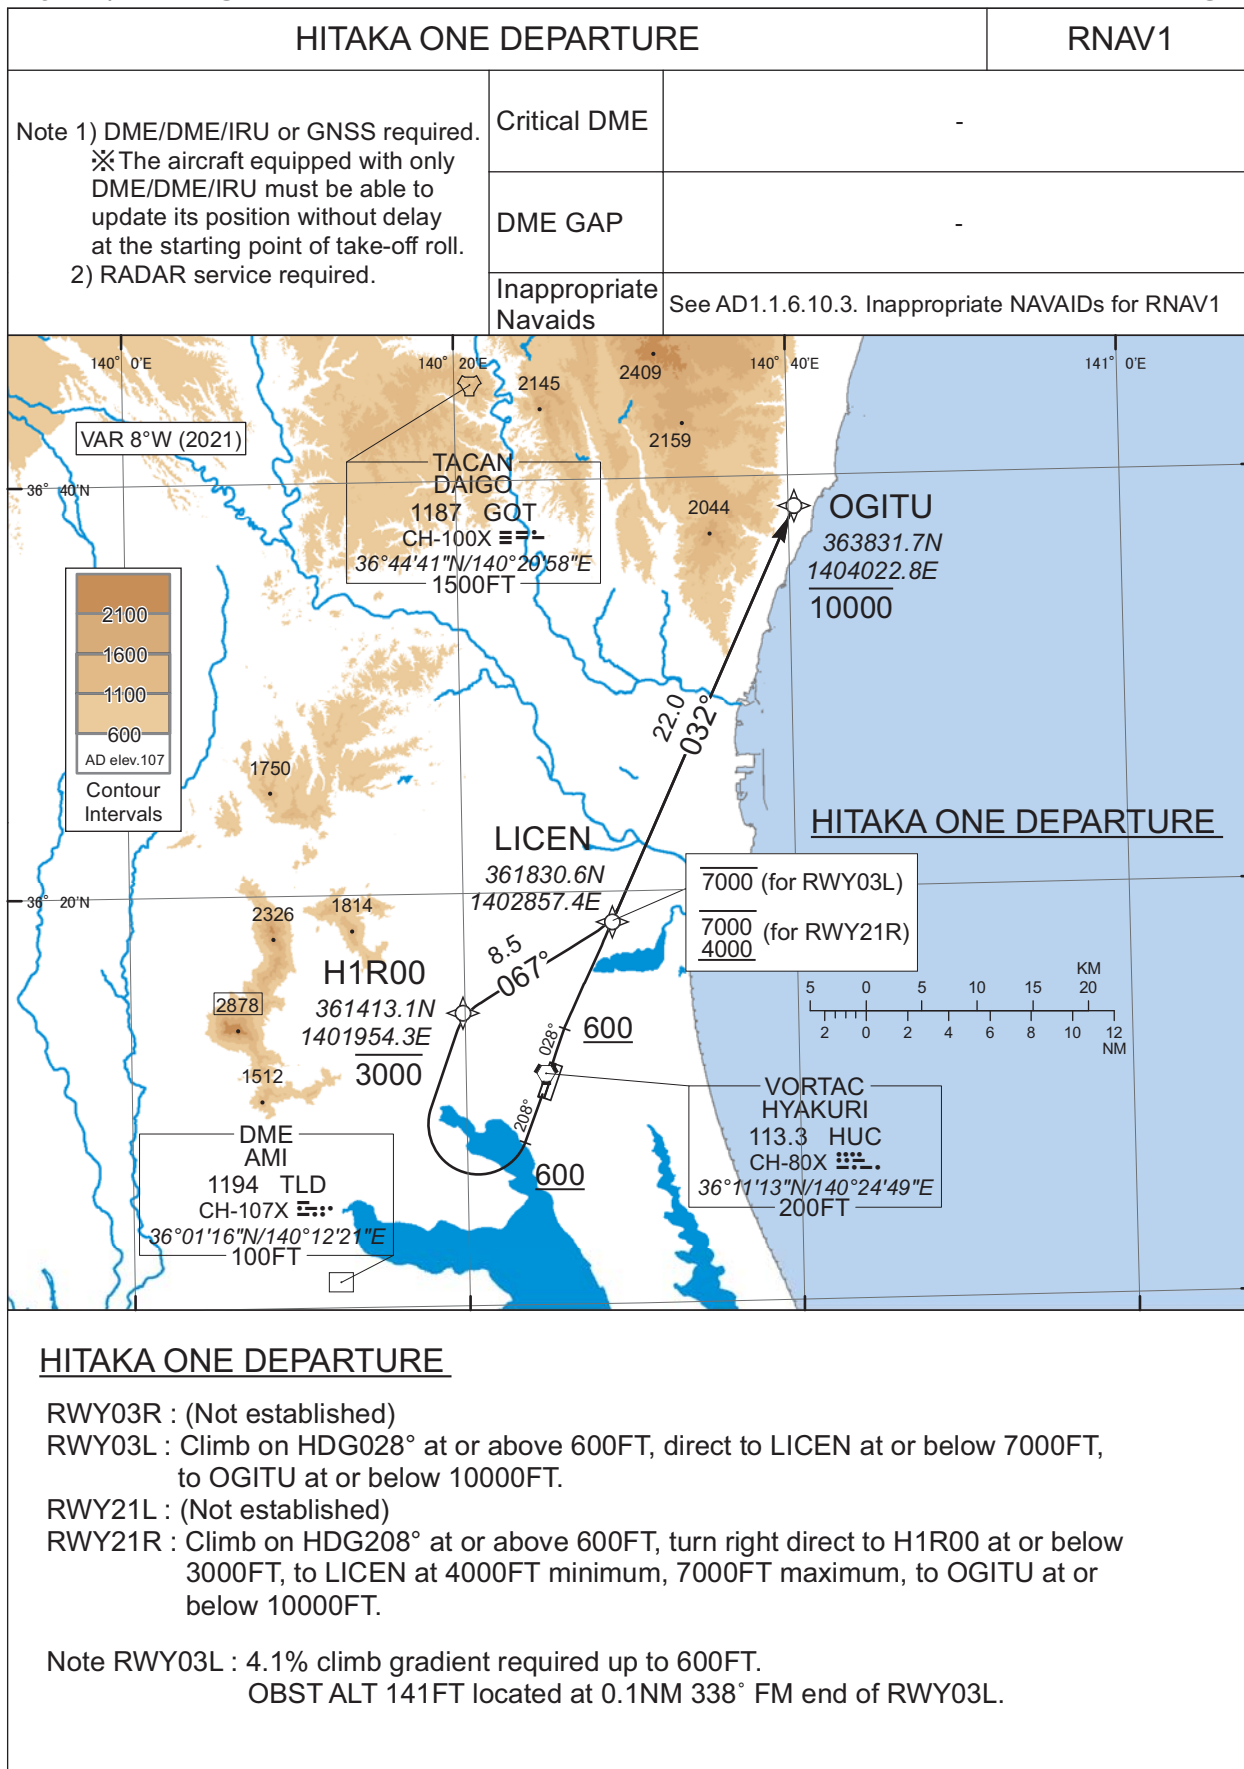 HITAKA ONE DEPARTURE
RNAV1
Note 1) DME/DME/IRU or GNSS required.
※The aircraft equipped with only
DME/DME/IRU must be able to
update its position without delay
at the starting point of take-off roll.
2) RADAR service required.
Critical DME
-
DME GAP
-
Inappropriate
Navaids
See AD1.1.6.10.3. Inappropriate NAVAIDs for RNAV1
140° 0'E
140° 20'E
140° 40'E
141° 0'E
2409
2145
2159
VAR 8°W (2021)
36° 40'N
TACAN
DAIGO
1187 GOT
CH-100X
36°44'41"N/140°20'58"E
1500FT
2044
OGITU
363831.7N
1404022.8E
10000
2100
1600
1100
600
AD elev.107
Contour
Intervals
22.0
032°
1750
HITAKA ONE DEPARTURE
LICEN
361830.6N
1402857.4E
7000 (for RWY03L)
7000
4000
(for RWY21R)
36° 20'N
2326
1814
8.5
067°
H1R00
361413.1N
1401954.3E
3000
2878
1512
KM
5 0 5 10 15 20
2 0 2 4 6 8 10 12
NM
600
028°
208°
600
VORTAC
HYAKURI
113.3 HUC
CH-80X
36°11'13"N/140°24'49"E
200FT
DME
AMI
1194 TLD
CH-107X
36°01'16"N/140°12'21"E
100FT
HITAKA ONE DEPARTURE
RWY03R : (Not established)
RWY03L : Climb on HDG028° at or above 600FT, direct to LICEN at or below 7000FT,
to OGITU at or below 10000FT.
RWY21L : (Not established)
RWY21R : Climb on HDG208° at or above 600FT, turn right direct to H1R00 at or below
3000FT, to LICEN at 4000FT minimum, 7000FT maximum, to OGITU at or
below 10000FT.
Note RWY03L : 4.1% climb gradient required up to 600FT.
OBST ALT 141FT located at 0.1NM 338° FM end of RWY03L.